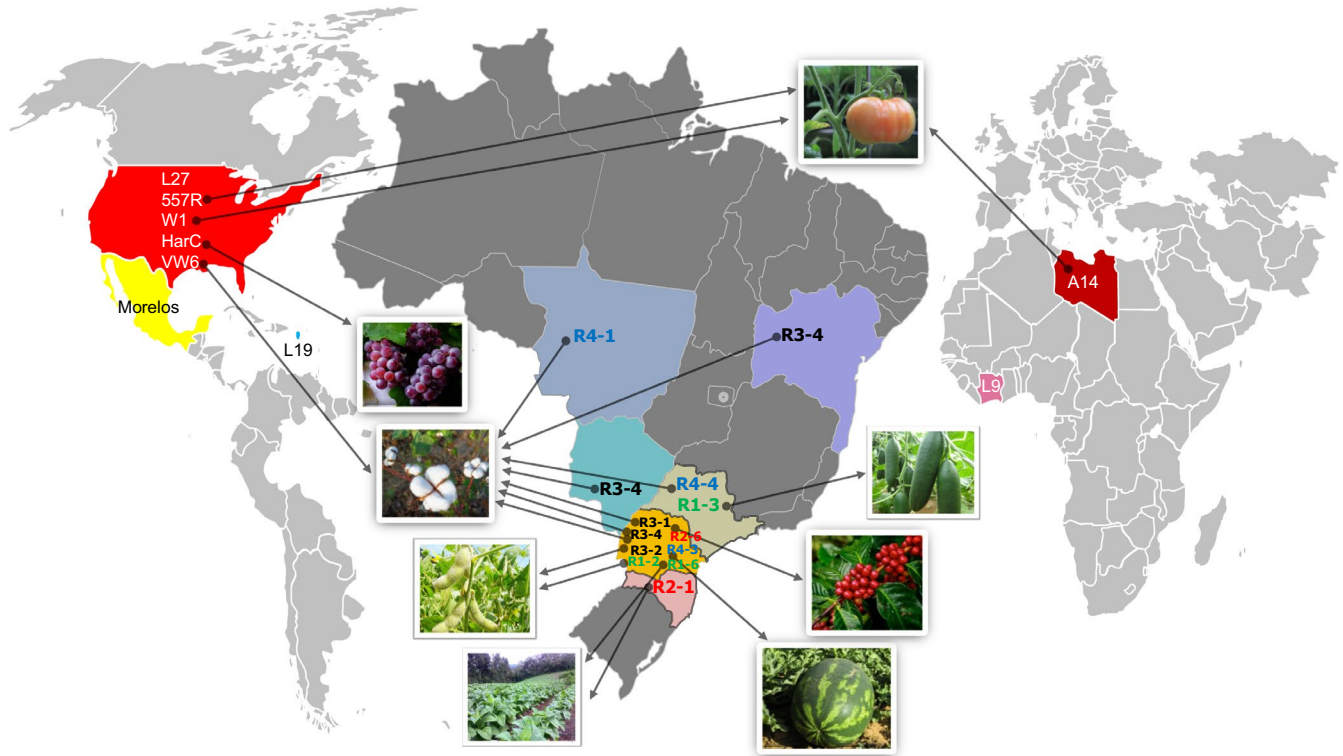 L27
557R
W1
HarC
VW6
Morelos
L19
A14
L9
R4-1
R3-4
R3-4
R4-4
R1-3
R3-1
R3-4
R2-6
R3-2
R4-3
R1-2
R1-6
R2-1